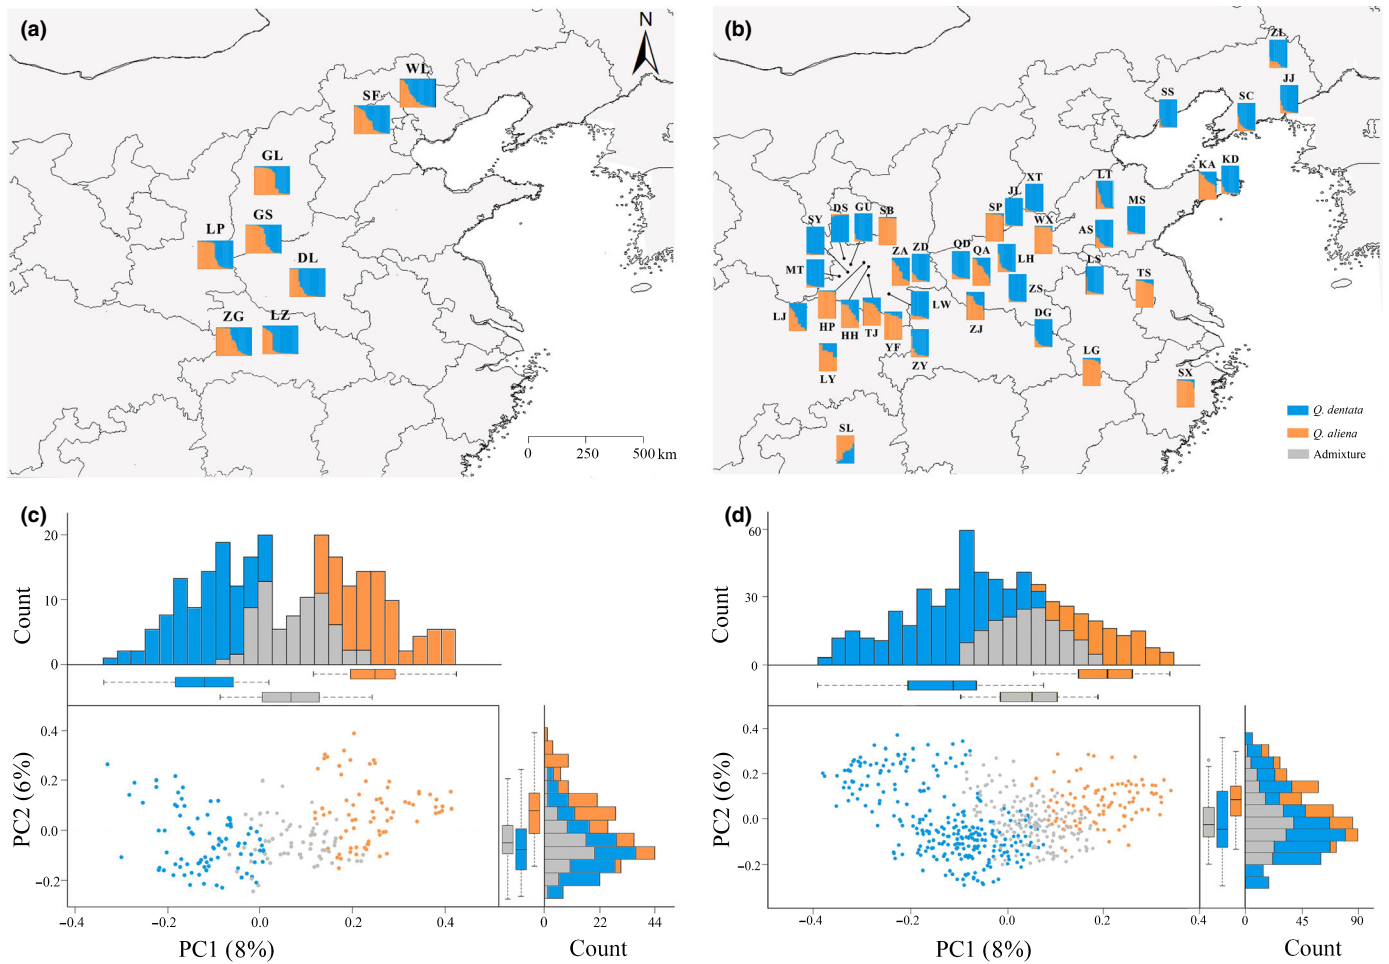 (a)
N
WL
SF
GL
GS
LP
DL
ZG LZ
0 250 500 km
(b)
ZL
JJ
SS
SC
KA KD
XT
LT
JL
MS
DS GU SB
SP
WX
SY
AS
ZA ZD QD QA LH
MT
LS
TS
ZS
LW
LJ
HP
HH TJ
YF
ZJ
DG
ZY
LY
LG
SX
SL
Q. dentata
Q. aliena
Admixture
(c)
20
10
0
Count
0.4
0.2
0.0
−0.2
PC2 (6%)
−0.4 −0.2 0.0 0.2 0.4
PC1 (8%)
0 22 44
Count
(d)
60
30
0
Count
0.4
0.2
0.0
−0.2
PC2 (6%)
−0.4 −0.2 0.0 0.2 0.4
PC1 (8%)
0 45 90
Count